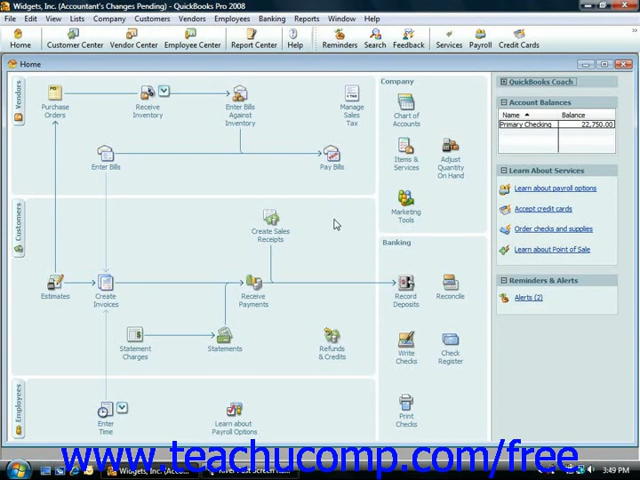 Widgets, Inc. (Accountant's Changes Pending) - QuickBooks Pro 2008
File Edit View Lists Company Customers Vendors Employees Banking Reports Window Help
Home Customer Center Vendor Center Employee Center Report Center Help Reminders Search Feedback Services Payroll Credit Cards
Home
Vendors
Purchase Orders
Receive Inventory
Enter Bills Against Inventory
Manage Sales Tax
Enter Bills
Pay Bills
Customers
Create Sales Receipts
Estimates
Create Invoices
Receive Payments
Statement Charges
Statements
Refunds & Credits
Employees
Enter Time
Learn about Payroll Options
Company
Chart of Accounts
Items & Services
Adjust Quantity On Hand
Marketing Tools
Banking
Record Deposits
Reconcile
Write Checks
Check Register
Print Checks
QuickBooks Coach
Account Balances
Name Balance
Primary Checking 22,750.00
Learn About Services
Learn about payroll options
Accept credit cards
Order checks and supplies
Learn about Point of Sale
Reminders & Alerts
Alerts (2)
www.teachucomp.com/free
Widgets, Inc. (Acco...
3:49 PM